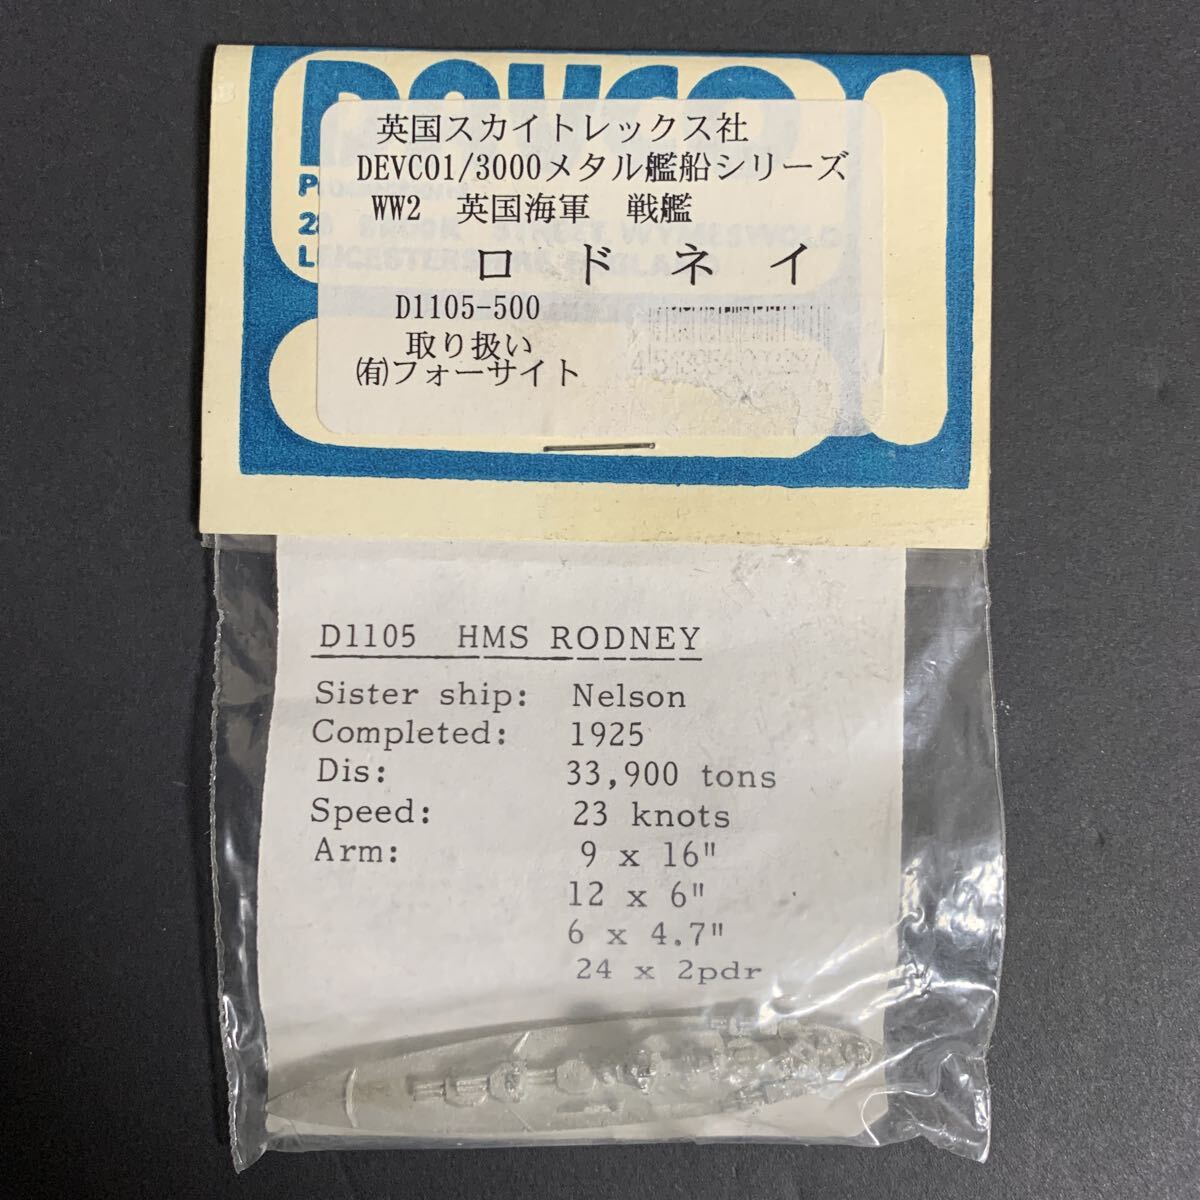 DAVCO
英国スカイトレックス社
DEVCO1/3000メタル艦船シリーズ
WW2 英国海軍 戦艦
ロドネイ
D1105-500
取り扱い
㈲フォーサイト
D1105 HMS RODNEY
Sister ship: Nelson
Completed: 1925
Dis: 33,900 tons
Speed: 23 knots
Arm: 9 x 16"
12 x 6"
6 x 4.7"
24 x 2pdr